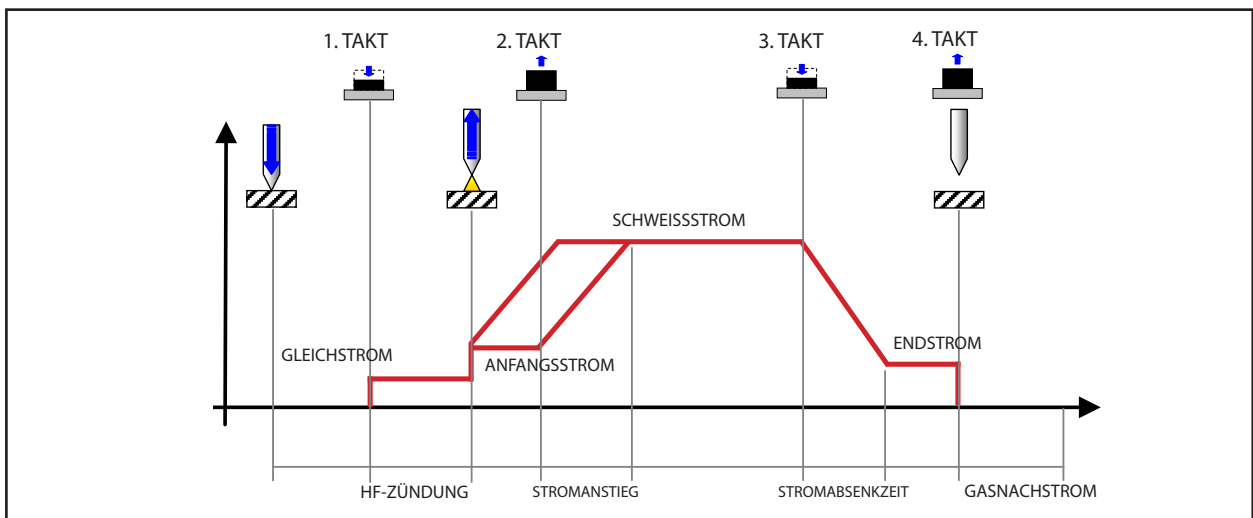 1. TAKT
2. TAKT
3. TAKT
4. TAKT
SCHWEISSSTROM
GLEICHSTROM
ANFANGSSTROM
ENDSTROM
HF-ZÜNDUNG
STROMANSTIEG
STROMABSENKZEIT
GASNACHSTROM